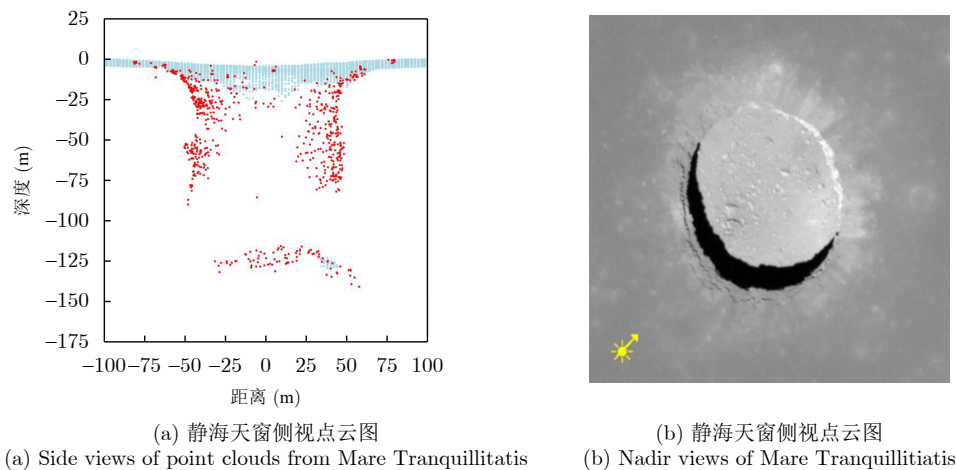 25
0
−25
−50
−75
−100
−125
−150
−175
深度 (m)
−100 −75 −50 −25 0 25 50 75 100
距离 (m)
(a) 静海天窗侧视点云图
(a) Side views of point clouds from Mare Tranquillitatis
(b) 静海天窗侧视点云图
(b) Nadir views of Mare Tranquillitatis